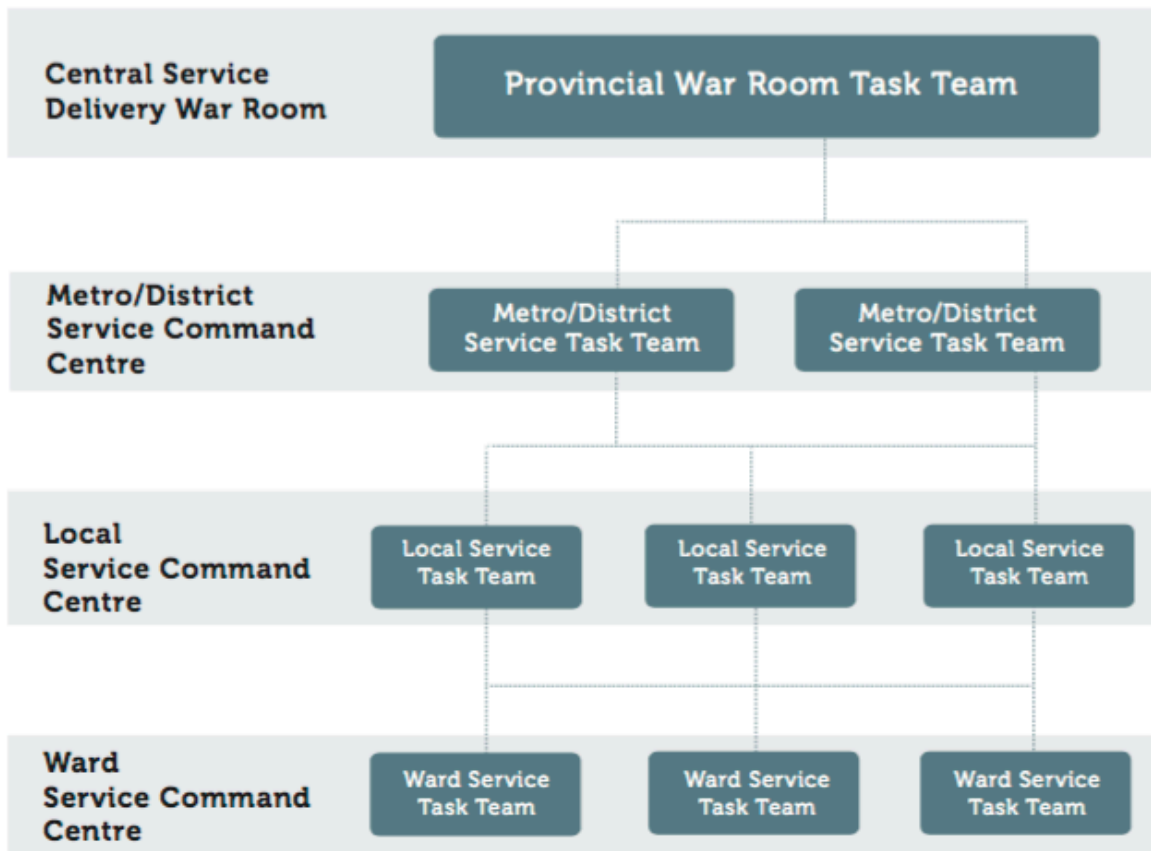 Central Service
Delivery War Room
Provincial War Room Task Team
Metro/District
Service Command
Centre
Metro/District
Service Task Team
Metro/District
Service Task Team
Local
Service Command
Centre
Local Service
Task Team
Local Service
Task Team
Local Service
Task Team
Ward
Service Command
Centre
Ward Service
Task Team
Ward Service
Task Team
Ward Service
Task Team